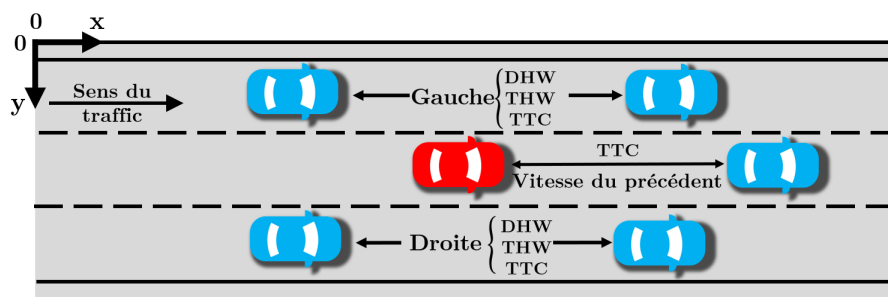 0
0 x
y
Sens du
traffic
Gauche
DHW
THW
TTC
TTC
Vitesse du précédent
Droite
DHW
THW
TTC